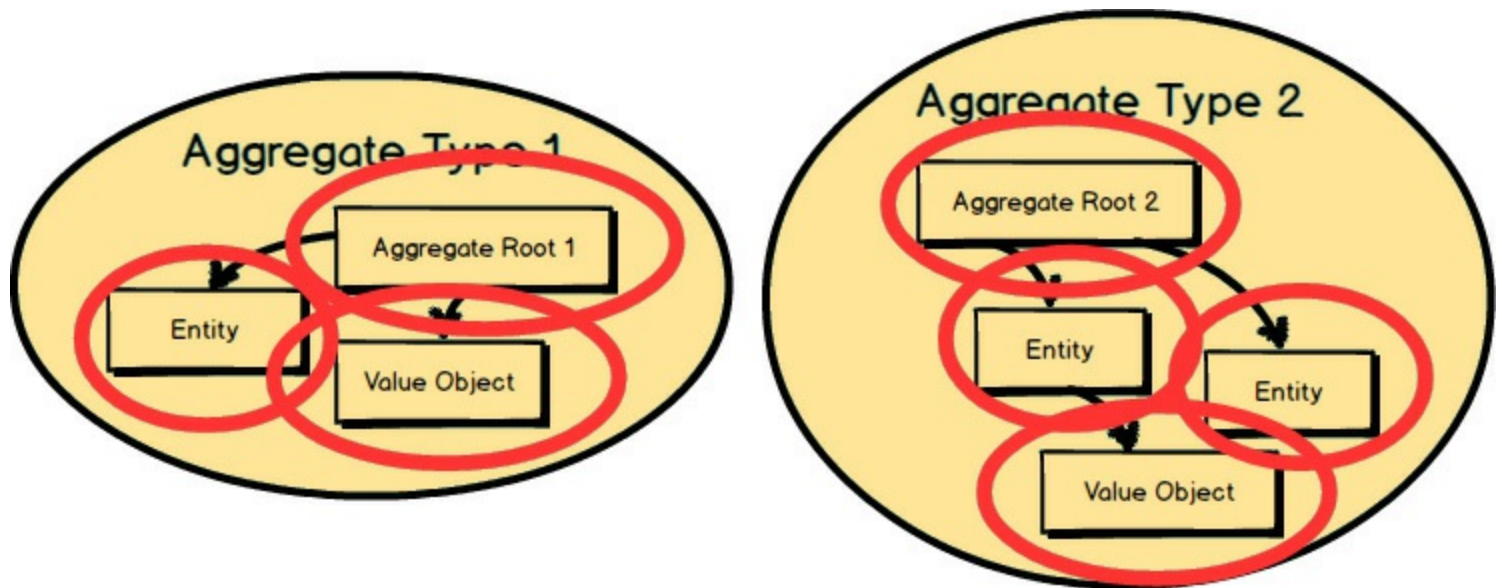 Aggregate Type 1
Aggregate Root 1
Entity
Value Object
Aggregate Type 2
Aggregate Root 2
Entity
Entity
Value Object